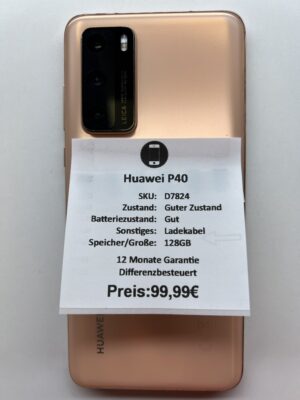 LEICA
Huawei P40
SKU: D7824
Zustand: Guter Zustand
Batteriezustand: Gut
Sonstiges: Ladekabel
Speicher/Große: 128GB
12 Monate Garantie
Differenzbesteuert
Preis:99,99€
HUAWEI